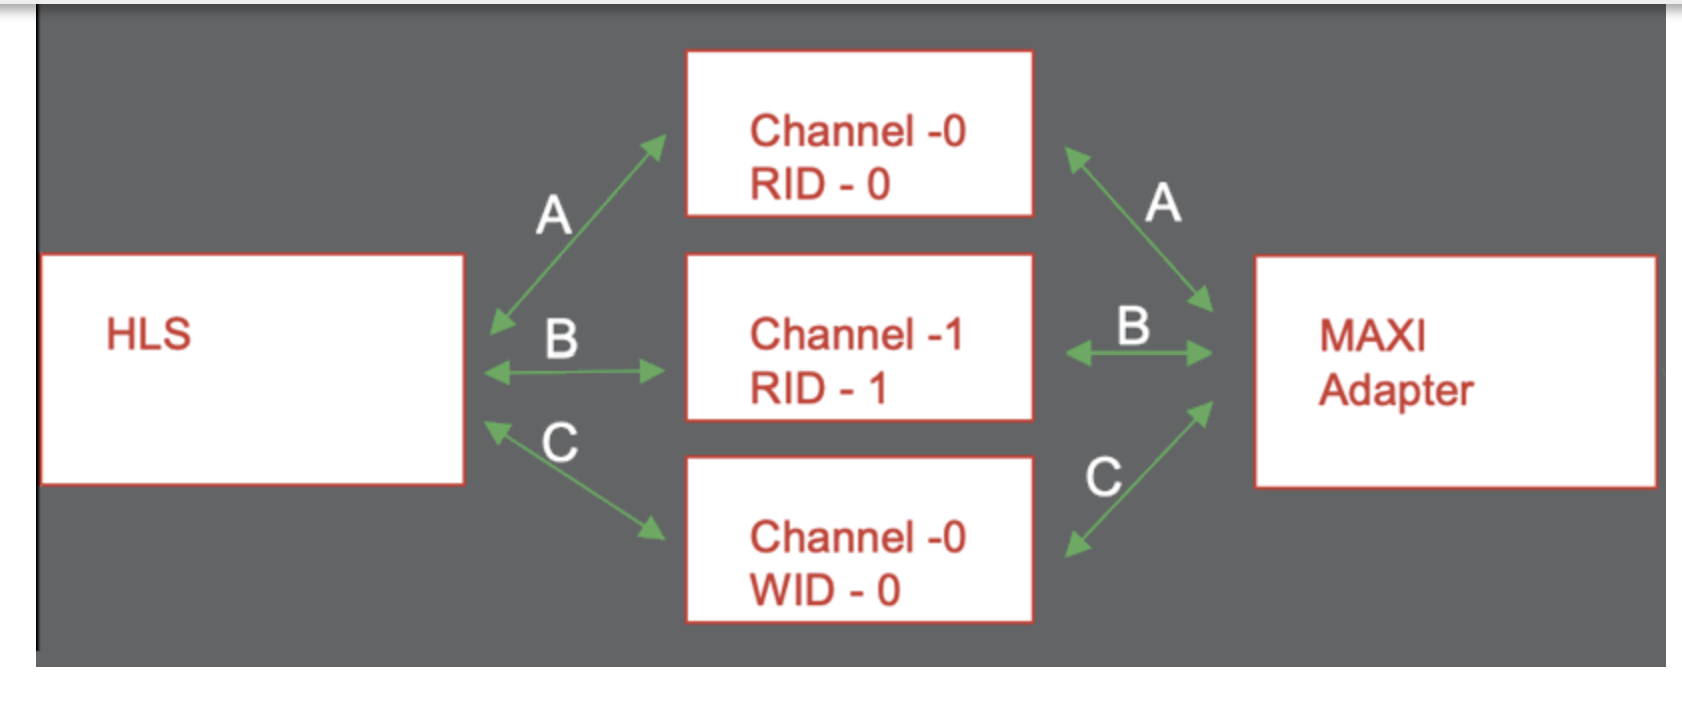 HLS
A
B
C
Channel -0
RID - 0
Channel -1
RID - 1
Channel -0
WID - 0
A
B
C
MAXI
Adapter